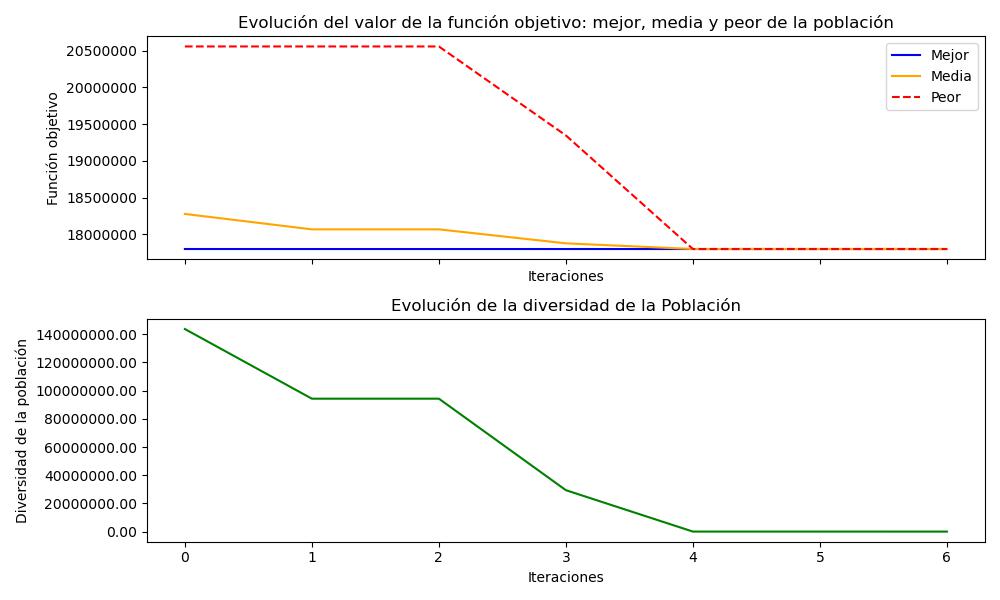 Evolución del valor de la función objetivo: mejor, media y peor de la población
20500000
20000000
19500000
19000000
18500000
18000000
Función objetivo
Mejor
Media
Peor
Iteraciones
Evolución de la diversidad de la Población
140000000.00
120000000.00
100000000.00
80000000.00
60000000.00
40000000.00
20000000.00
0.00
Diversidad de la población
0 1 2 3 4 5 6
Iteraciones